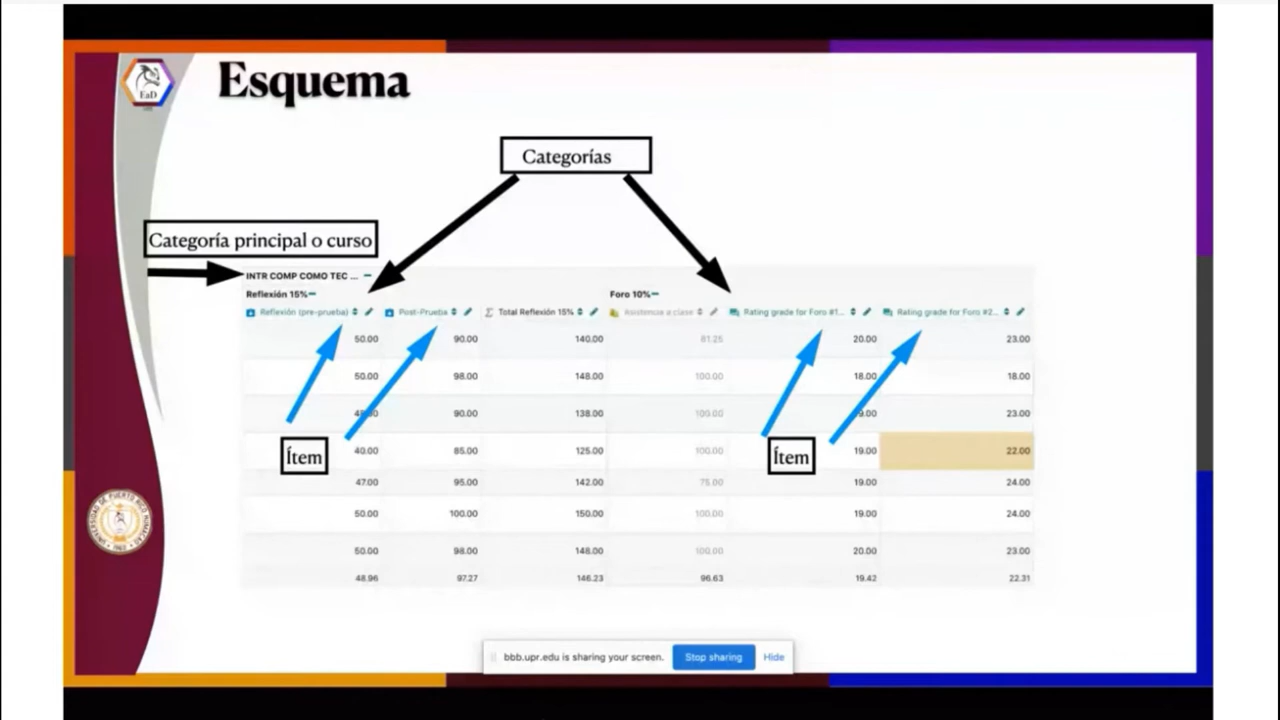 Esquema
EaD
Categorías
Categoría principal o curso
INTR COMP COMO TEC ...
Reflexión 15% Foro 10%
Reflexión (pre-prueba) Post-Prueba Total Reflexión 15% Asistencia a clase Rating grade for Foro #1... Rating grade for Foro #2...
50.00 90.00 140.00 81.25 20.00 23.00
50.00 98.00 148.00 100.00 18.00 18.00
90.00 138.00 100.00 23.00
Ítem 40.00 85.00 125.00 100.00 Ítem 19.00 22.00
47.00 95.00 142.00 75.00 19.00 24.00
50.00 100.00 150.00 100.00 19.00 24.00
50.00 98.00 148.00 100.00 20.00 23.00
48.96 97.27 146.23 96.63 19.42 22.31
UNIVERSIDAD DE PUERTO RICO HUMACAO
bbb.upr.edu is sharing your screen. Stop sharing Hide